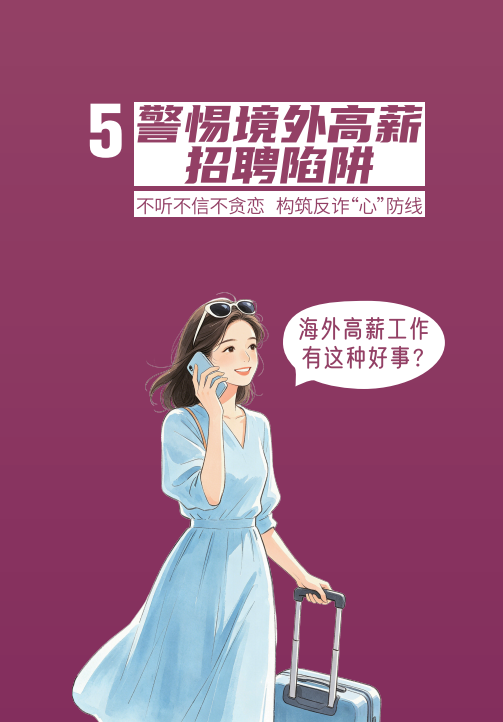 5
警惕境外高薪
招聘陷阱
不听不信不贪恋 构筑反诈“心”防线
海外高薪工作
有这种好事?